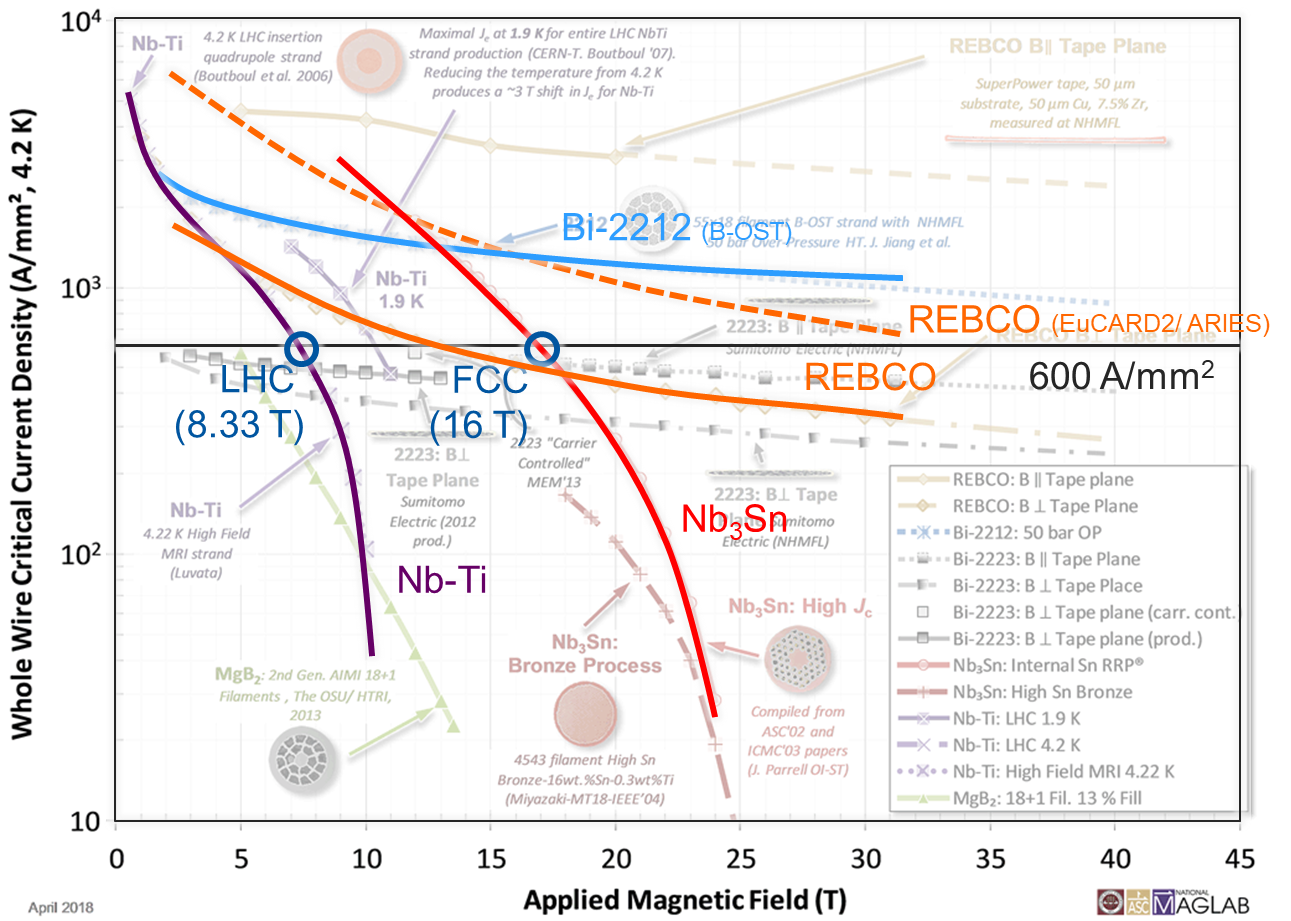 10⁴
10³
10²
10
Whole Wire Critical Current Density (A/mm², 4.2 K)
Nb-Ti
4.2 K LHC insertion
quadrupole strand
(Boutboul et al. 2006)
Maximal Jₑ at 1.9 K for entire LHC NbTi
strand production (CERN-T. Boutboul '07).
Reducing the temperature from 4.2 K
produces a ~3 T shift in Jₑ for Nb-Ti
REBCO B∥ Tape Plane
SuperPower tape, 50 μm
substrate, 50 μm Cu, 7.5% Zr,
measured at NHMFL
Bi-2212 (B-OST)
55x18 filament B-OST strand with NHMFL
50 bar Over-Pressure HT. J. Jiang et al.
Nb-Ti
1.9 K
2223: B ∥ Tape Plane
Sumitomo Electric (NHMFL)
REBCO (EuCARD2/ ARIES)
REBCO B⊥ Tape Plane
REBCO
600 A/mm²
LHC
(8.33 T)
FCC
(16 T)
2223: B⊥
Tape Plane
Sumitomo
Electric (2012
prod.)
2223 "Carrier
Controlled"
MEM'13
2223: B⊥ Tape
Plane Sumitomo
Electric (NHMFL)
Nb₃Sn
Nb-Ti
4.22 K High Field
MRI strand
(Luvata)
Nb-Ti
Nb₃Sn: High Jc
Nb₃Sn:
Bronze Process
MgB₂: 2nd Gen. AIMI 18+1
Filaments , The OSU/ HTRI,
2013
4543 filament High Sn
Bronze-16wt.%Sn-0.3wt%Ti
(Miyazaki-MT18-IEEE'04)
Compiled from
ASC'02 and
ICMC'03 papers
(J. Parrell OI-ST)
REBCO: B ∥ Tape plane
REBCO: B ⊥ Tape Plane
Bi-2212: 50 bar OP
Bi-2223: B ∥ Tape Plane
Bi-2223: B ⊥ Tape Place
Bi-2223: B ⊥ Tape plane (carr. cont.)
Bi-2223: B ⊥ Tape plane (prod.)
Nb₃Sn: Internal Sn RRP®
Nb₃Sn: High Sn Bronze
Nb-Ti: LHC 1.9 K
Nb-Ti: LHC 4.2 K
Nb-Ti: High Field MRI 4.22 K
MgB₂: 18+1 Fil. 13 % Fill
0 5 10 15 20 25 30 35 40 45
Applied Magnetic Field (T)
April 2018
ASC
NATIONAL
MAGLAB